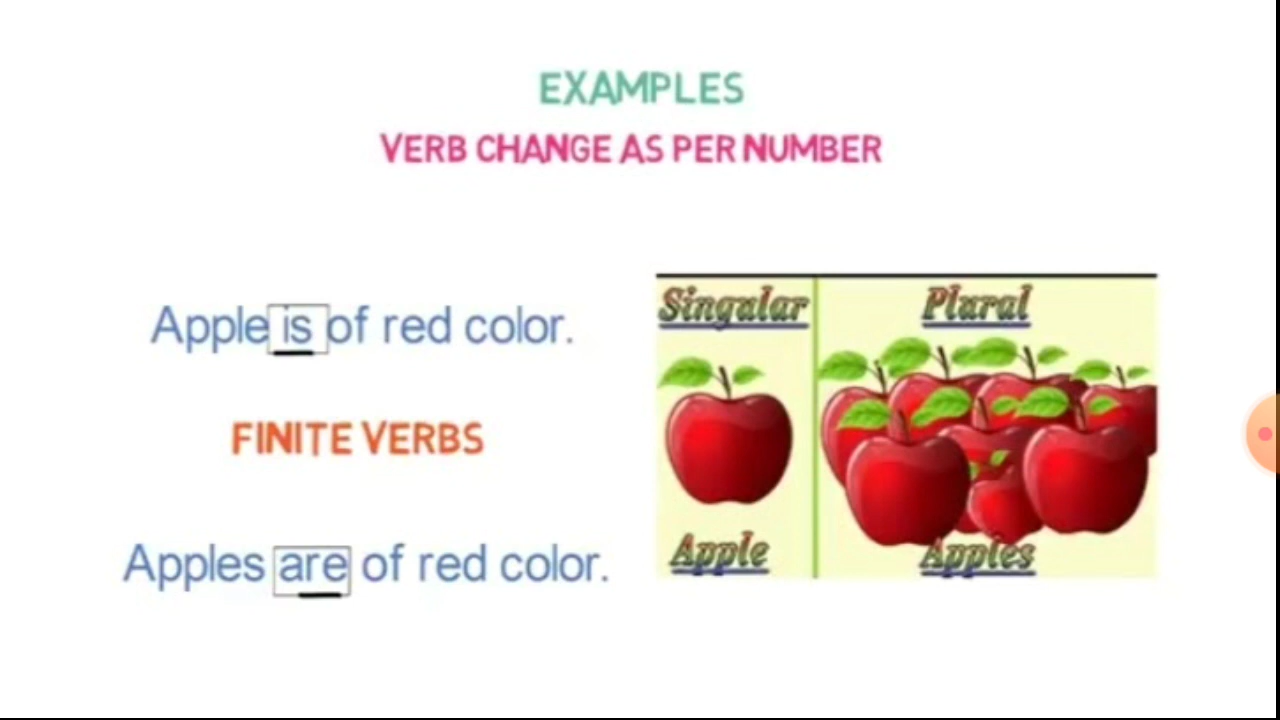 EXAMPLES
VERB CHANGE AS PER NUMBER
Apple is of red color.
FINITE VERBS
Apples are of red color.
Singular
Plural
Apple
Apples